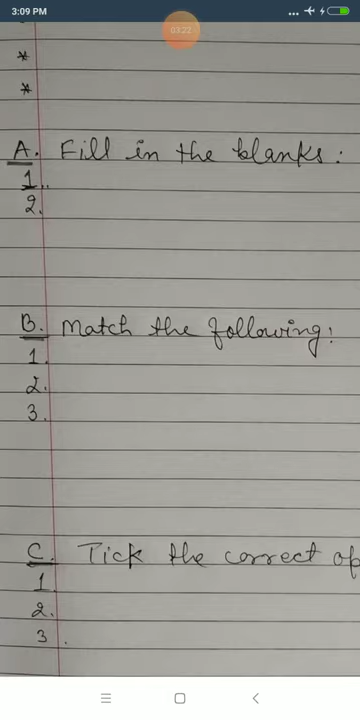 3:09 PM
03:22
*
*
A. Fill in the blanks:
1.
2.
B. Match the following:
1.
2.
3.
C. Tick the correct op
1.
2.
3.